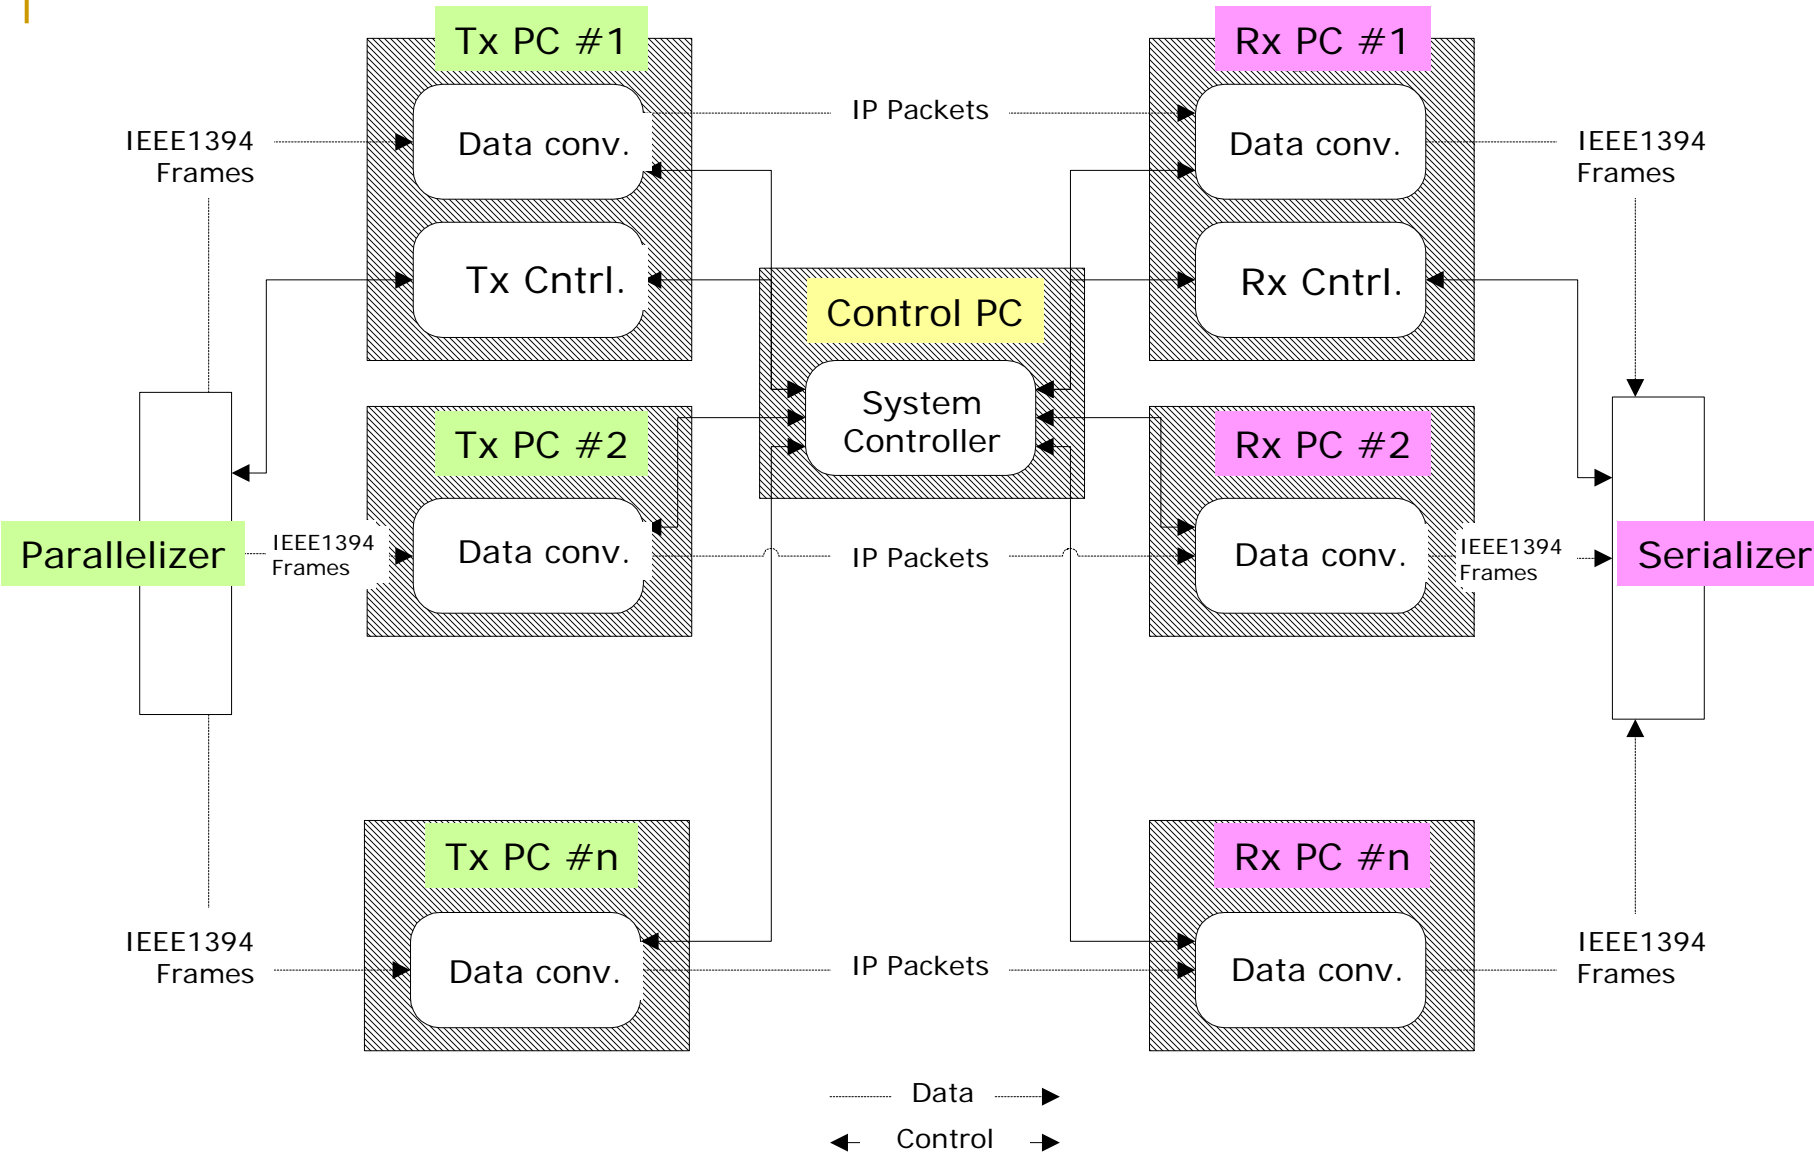 Tx PC #1
Rx PC #1
IP Packets
IEEE1394
Frames
Data conv.
Data conv.
IEEE1394
Frames
Tx Cntrl.
Rx Cntrl.
Control PC
System
Controller
Tx PC #2
Rx PC #2
Parallelizer
IEEE1394
Frames
Data conv.
IP Packets
Data conv.
IEEE1394
Frames
Serializer
Tx PC #n
Rx PC #n
IEEE1394
Frames
Data conv.
IP Packets
Data conv.
IEEE1394
Frames
Data
Control